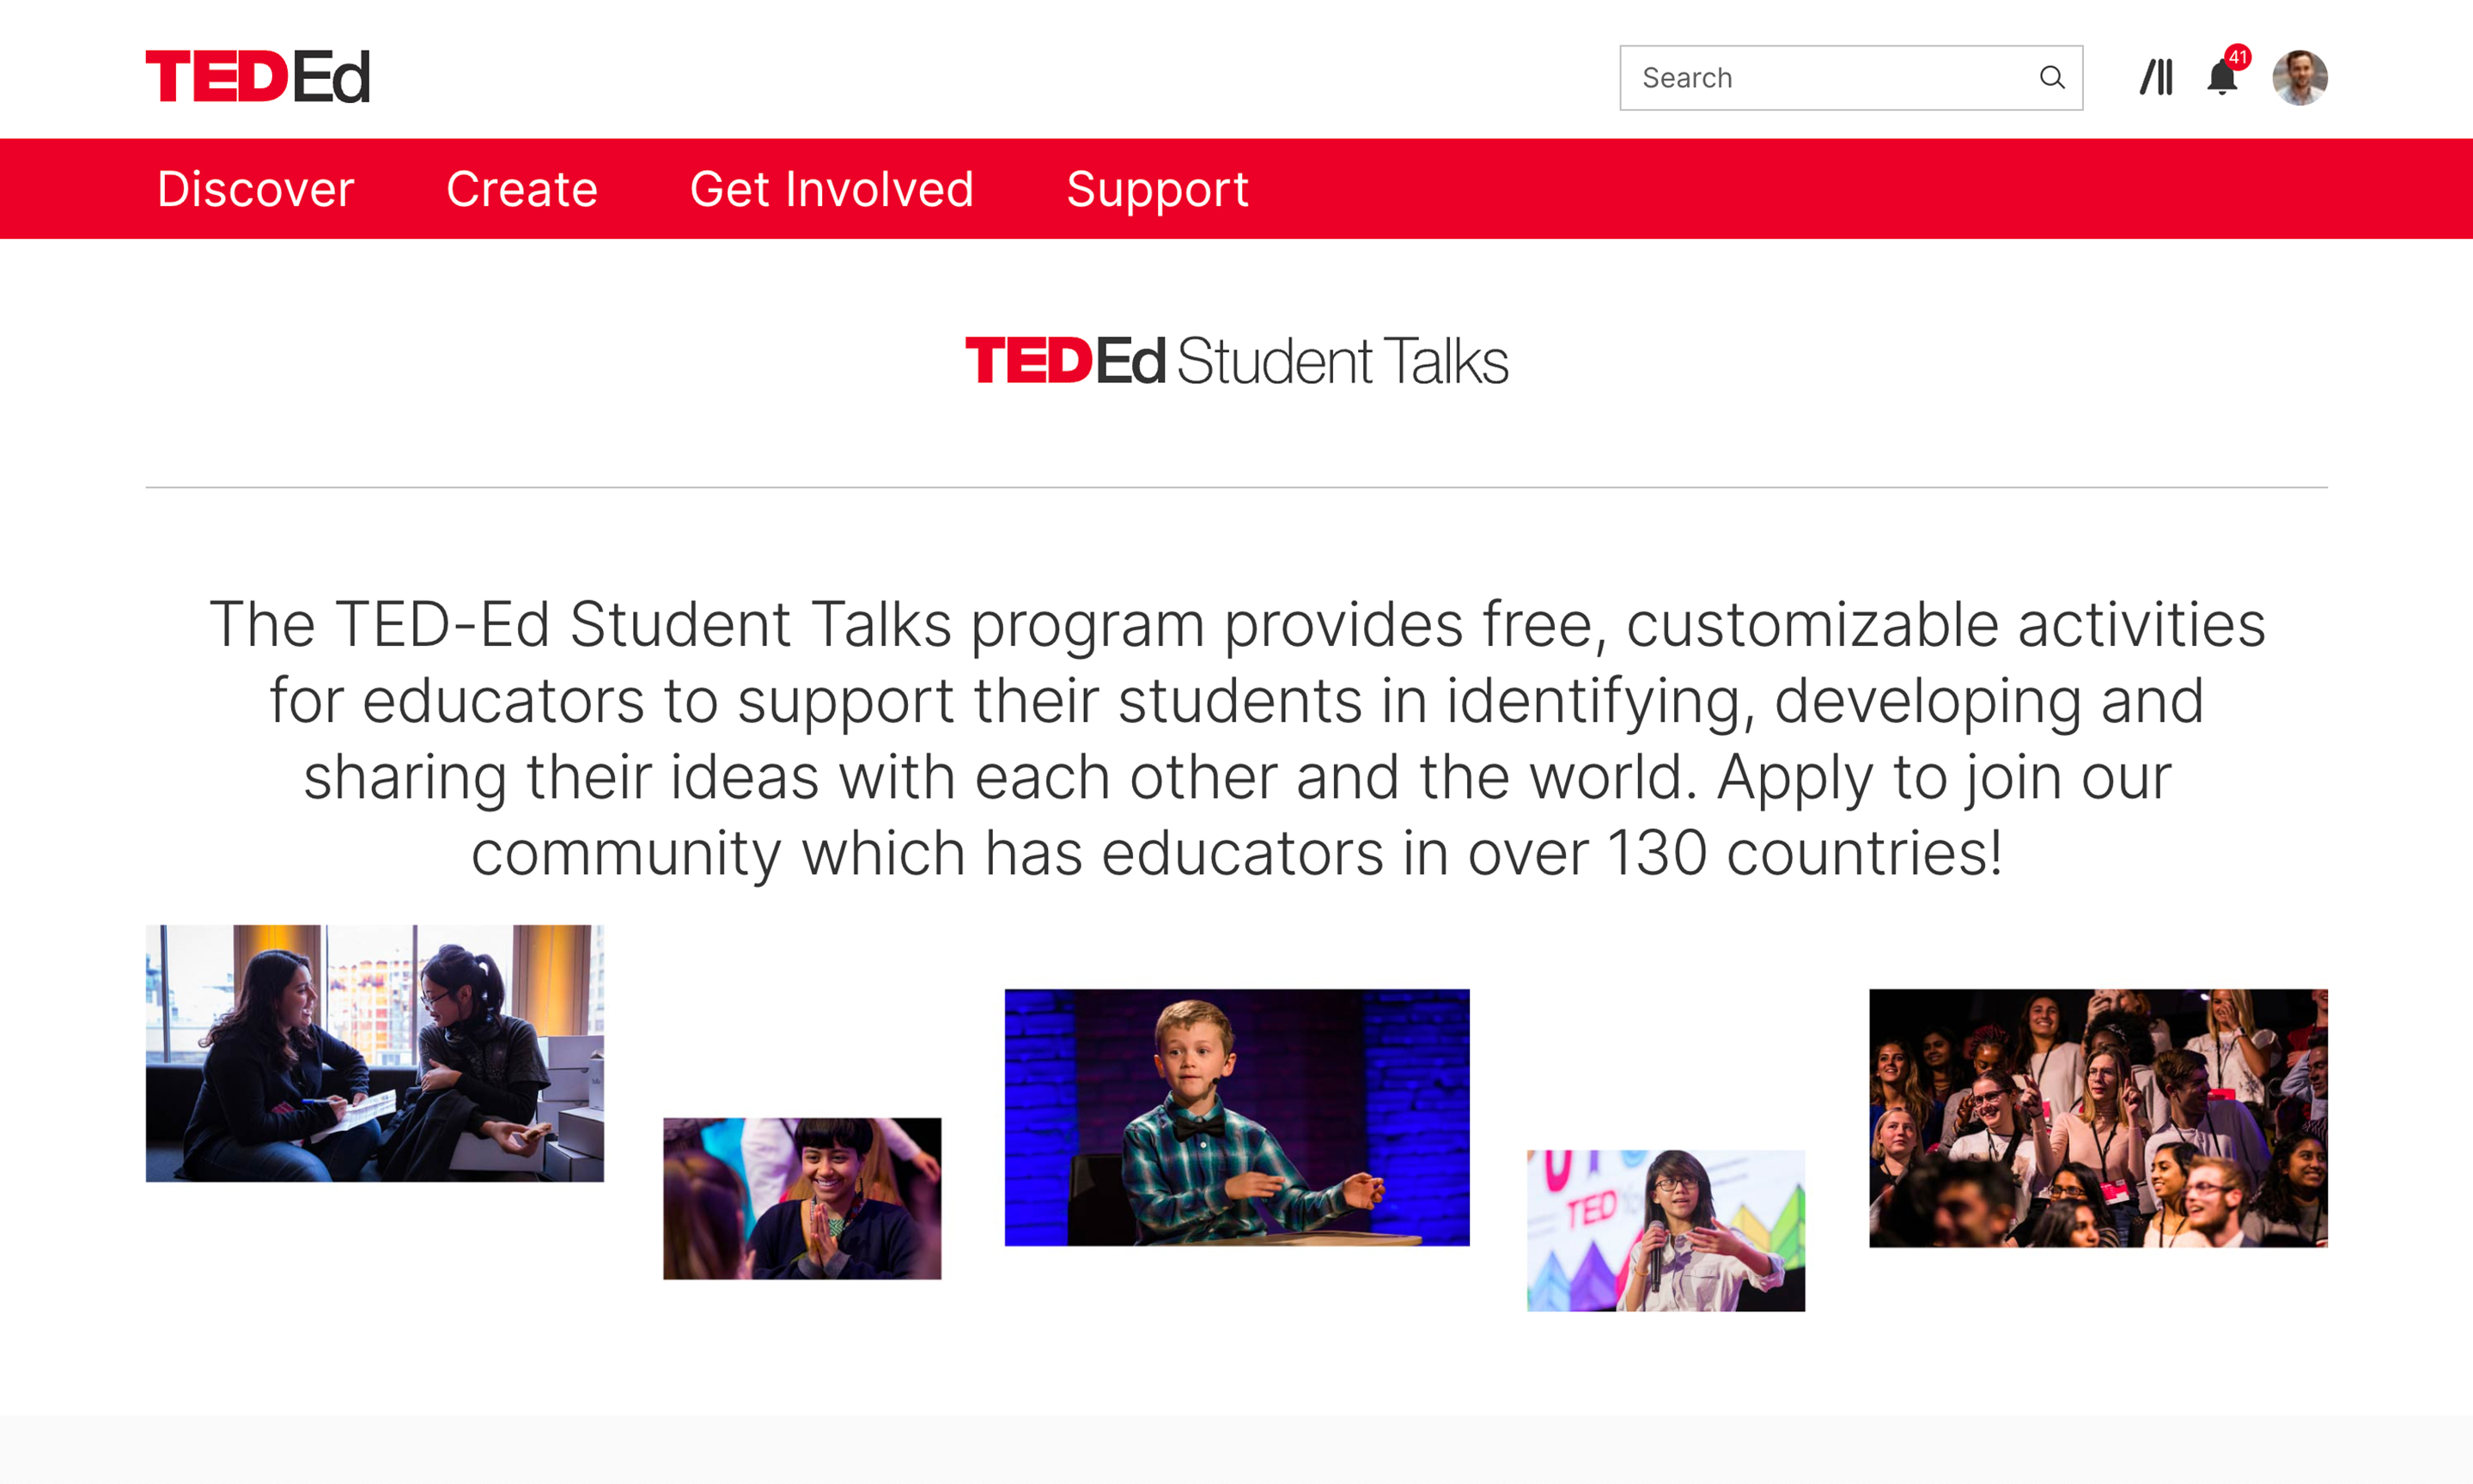 TEDEd
Search
41
Discover Create Get Involved Support
TEDEd Student Talks
The TED-Ed Student Talks program provides free, customizable activities
for educators to support their students in identifying, developing and
sharing their ideas with each other and the world. Apply to join our
community which has educators in over 130 countries!
TED